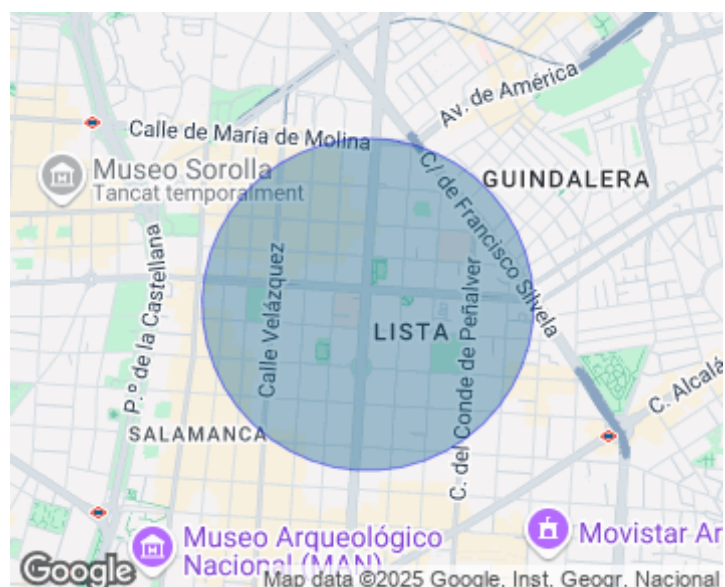 Av. de América
Calle de María de Molina
Museo Sorolla
Tancat temporalment
GUINDALERA
C/ de Francisco Silvela
P.º de la Castellana
Calle Velázquez
LISTA
C. del Conde de Peñalver
C. Alcalá
SALAMANCA
Museo Arqueológico
Nacional (MAN)
Movistar Ar
Google
Map data ©2025 Google, Inst. Geogr. Nacional